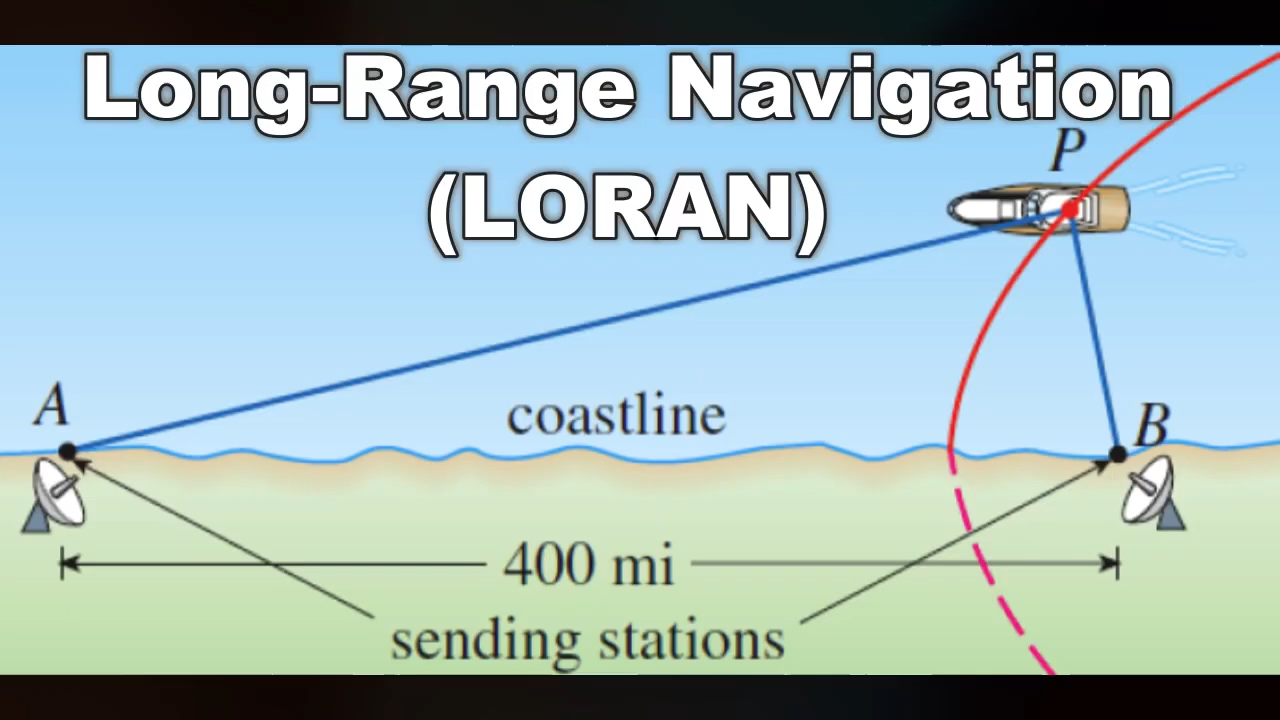 Long-Range Navigation
(LORAN)
P
A
coastline
B
400 mi
sending stations